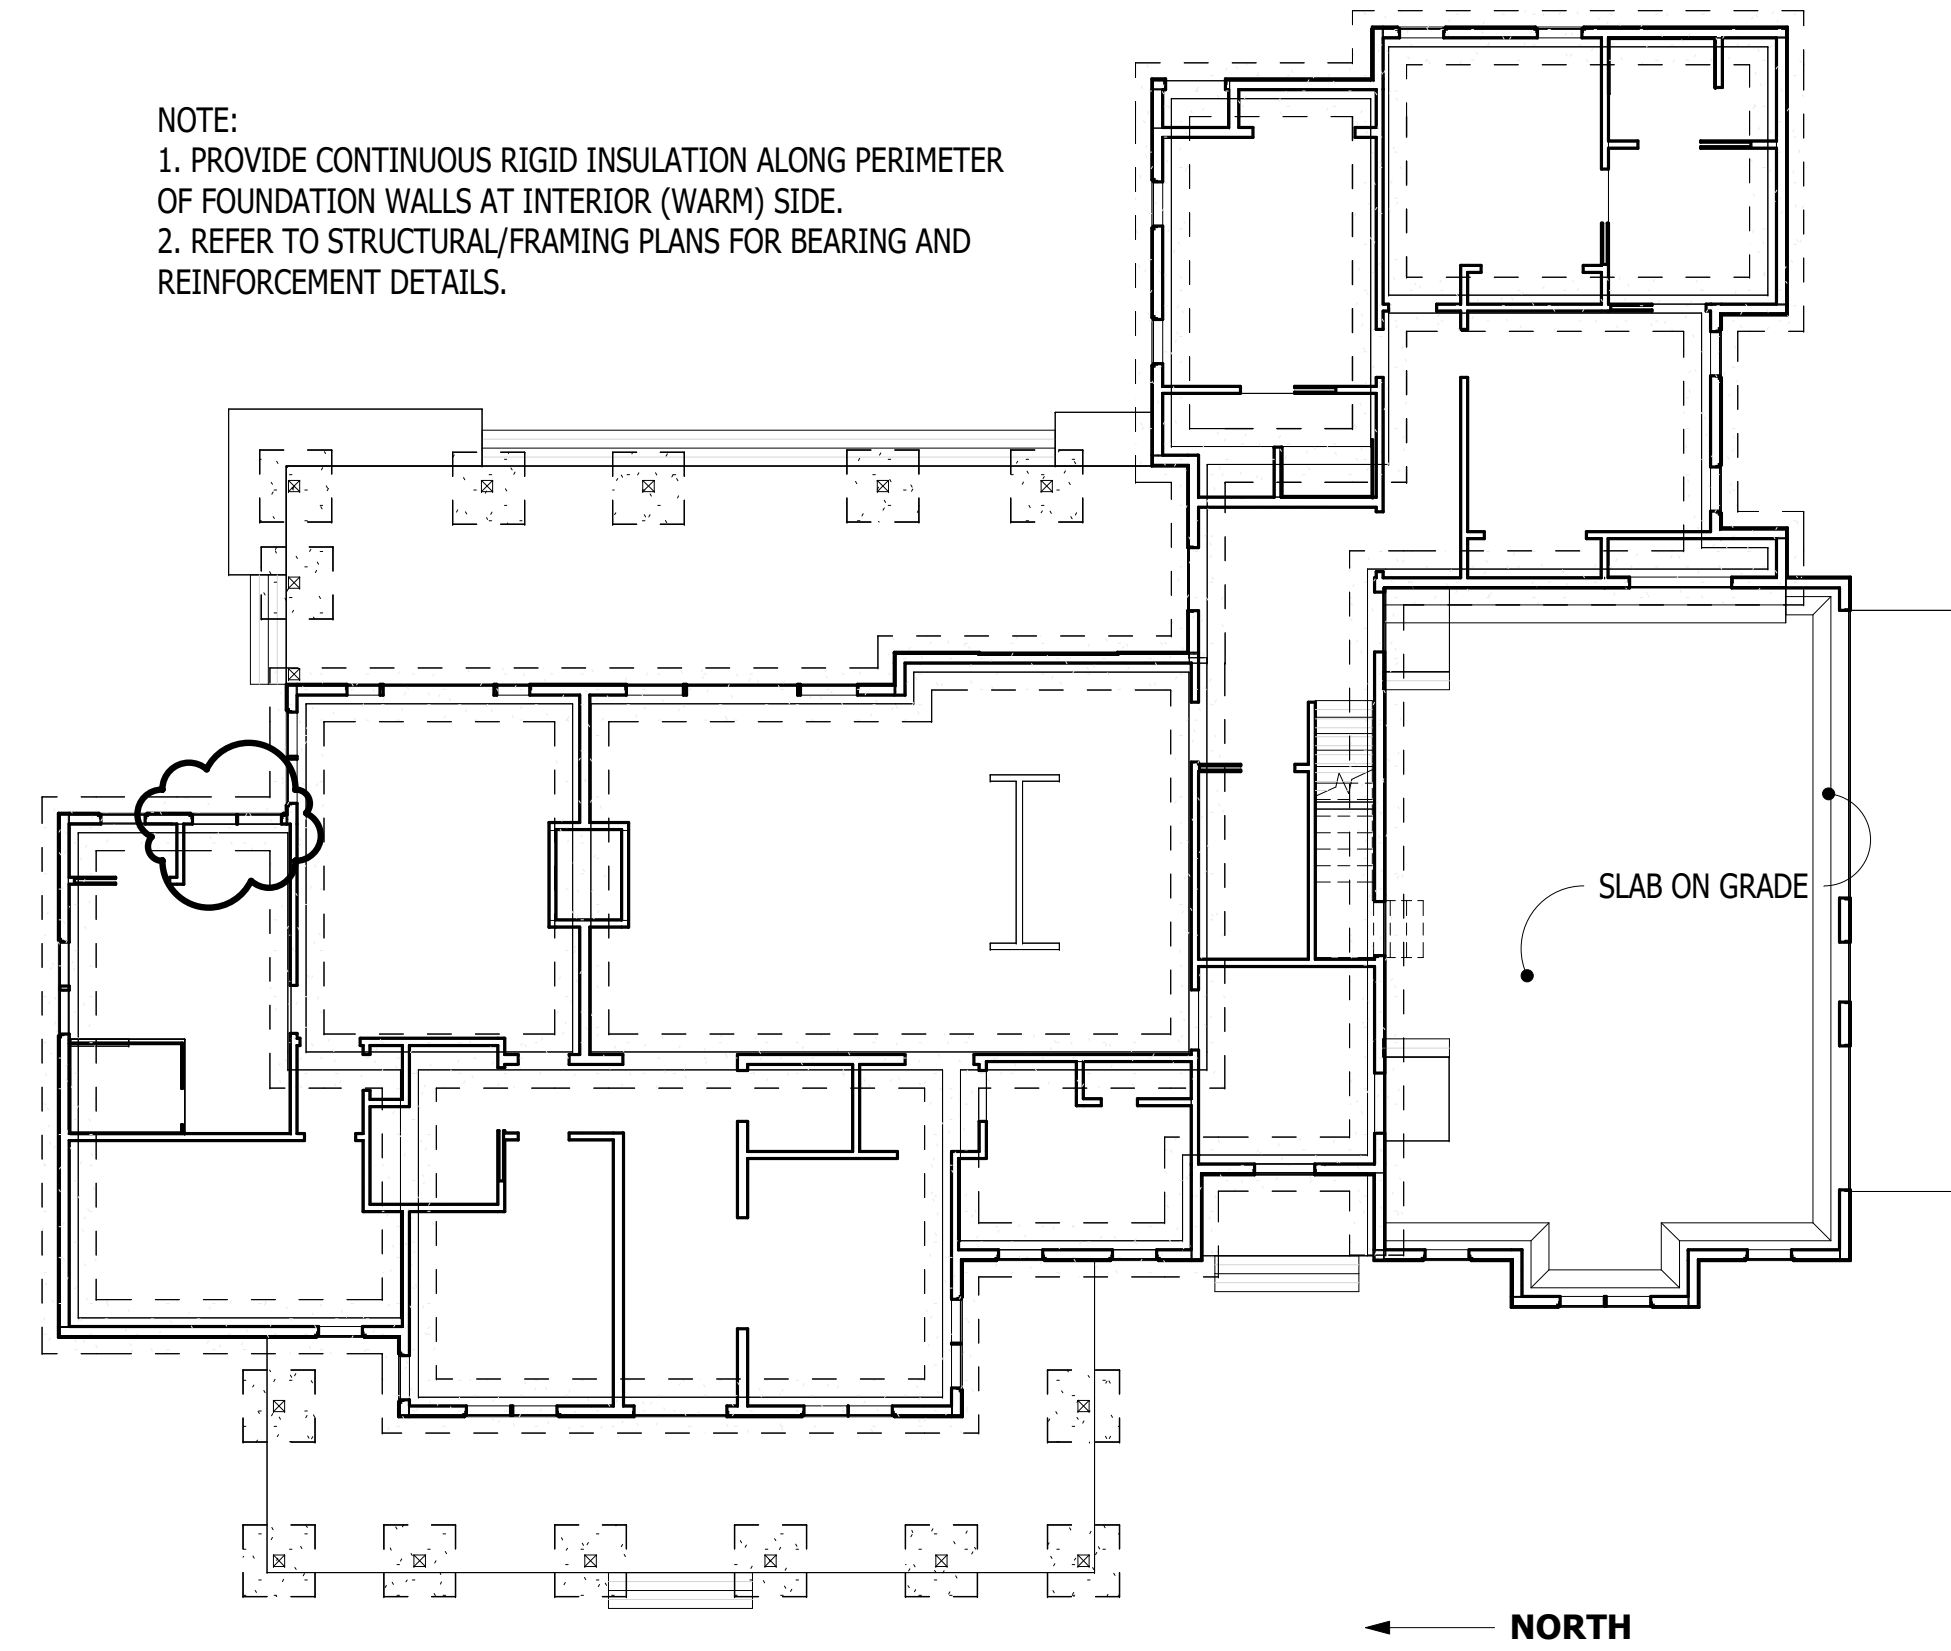 NOTE:
1. PROVIDE CONTINUOUS RIGID INSULATION ALONG PERIMETER
OF FOUNDATION WALLS AT INTERIOR (WARM) SIDE.
2. REFER TO STRUCTURAL/FRAMING PLANS FOR BEARING AND
REINFORCEMENT DETAILS.
SLAB ON GRADE
NORTH